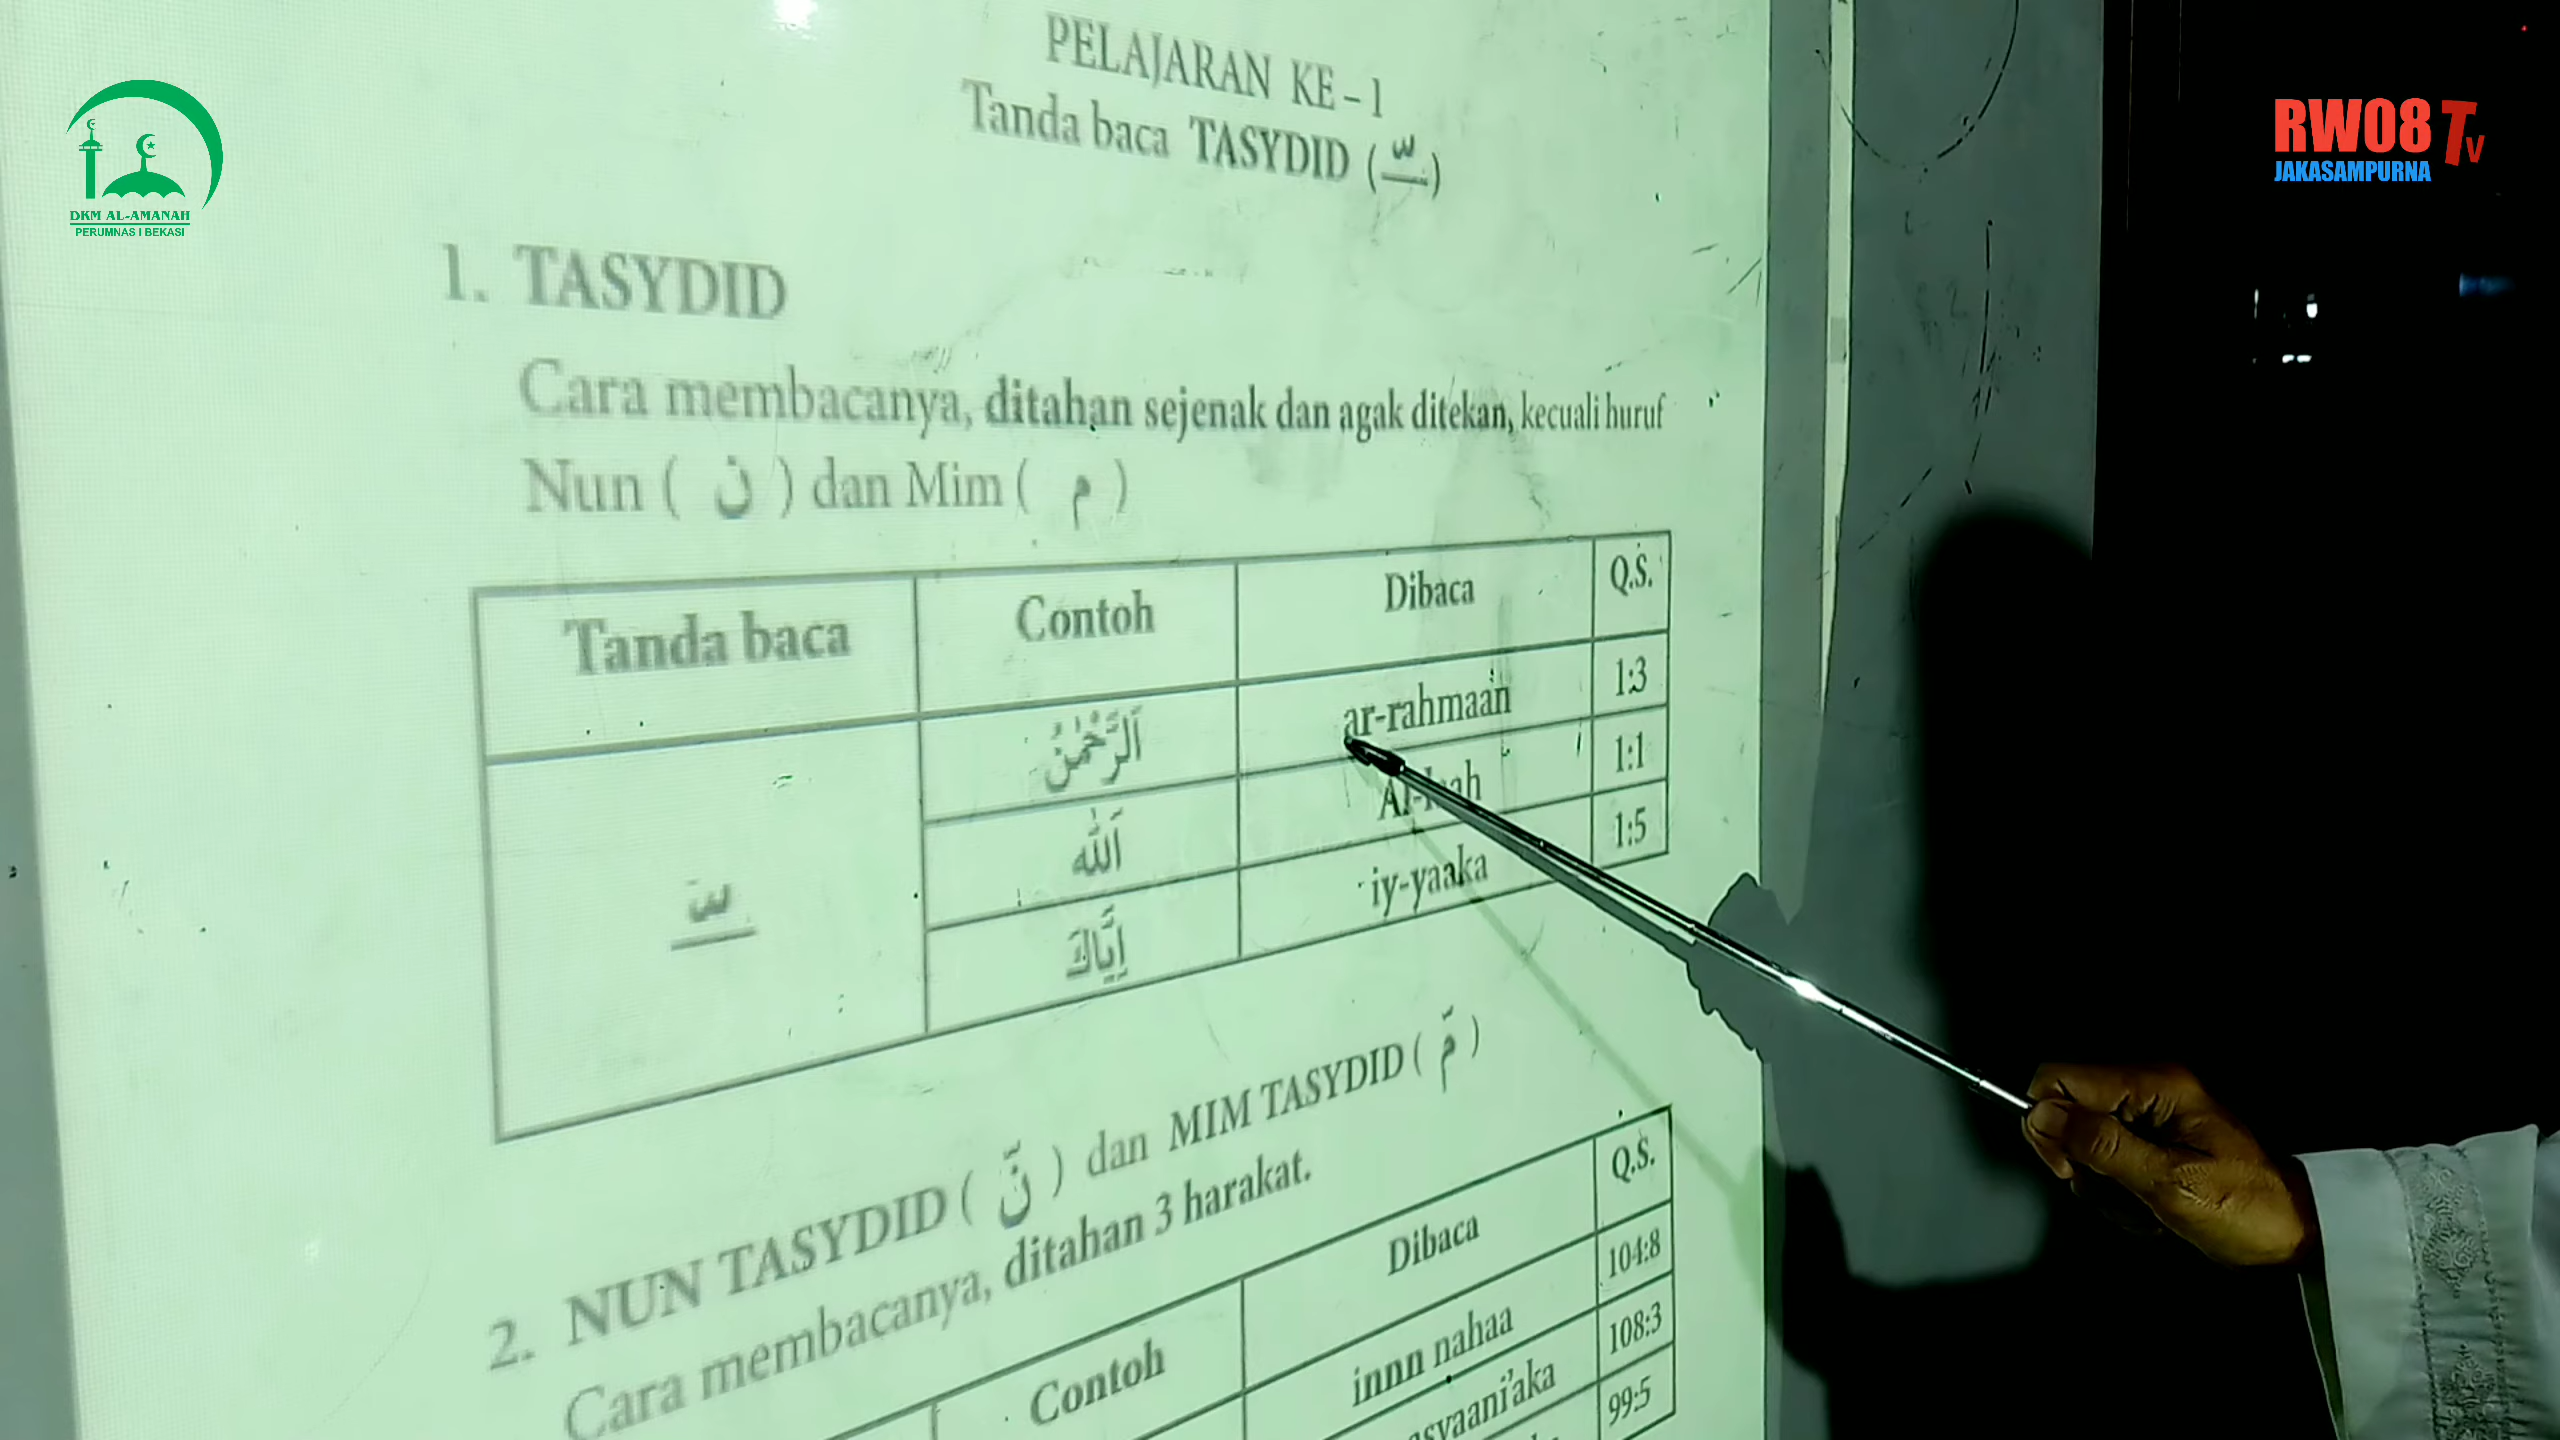 DKM AL-AMANAH
PERUMNAS I BEKASI
RW08 TV
JAKASAMPURNA
PELAJARAN KE – 1
Tanda baca TASYDID ( ـّ )
1. TASYDID
Cara membacanya, ditahan sejenak dan agak ditekan, kecuali huruf
Nun ( ن ) dan Mim ( م )
Tanda baca Contoh Dibaca Q.S.
ـّ
اَلرَّحْمٰنُ ar-rahmaan 1:3
اَللّٰه 1:1
اِيَّاكَ iy-yaaka 1:5
2. NUN TASYDID ( نّ ) dan MIM TASYDID ( مّ )
Cara membacanya, ditahan 3 harakat.
Contoh Dibaca Q.S.
innn nahaa 104:8
108:3
99:5